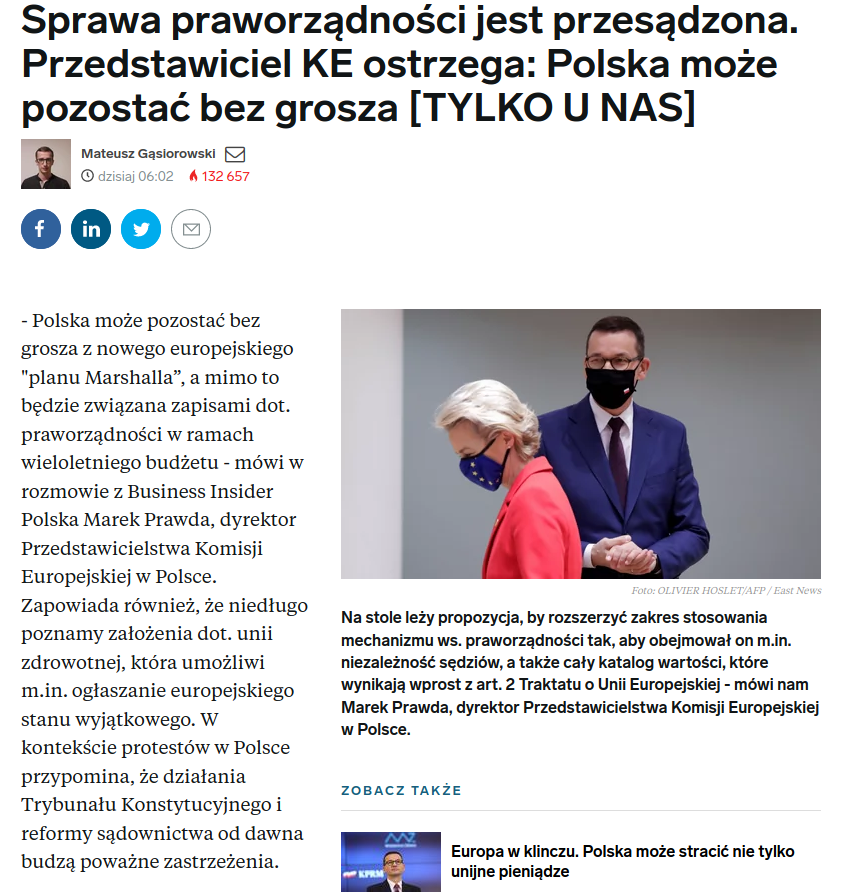 Sprawa praworządności jest przesądzona.
Przedstawiciel KE ostrzega: Polska może
pozostać bez grosza [TYLKO U NAS]
Mateusz Gąsiorowski
dzisiaj 06:02 132 657
- Polska może pozostać bez
grosza z nowego europejskiego
"planu Marshalla”, a mimo to
będzie związana zapisami dot.
praworządności w ramach
wieloletniego budżetu - mówi w
rozmowie z Business Insider
Polska Marek Prawda, dyrektor
Przedstawicielstwa Komisji
Europejskiej w Polsce.
Zapowiada również, że niedługo
poznamy założenia dot. unii
zdrowotnej, która umożliwi
m.in. ogłaszanie europejskiego
stanu wyjątkowego. W
kontekście protestów w Polsce
przypomina, że działania
Trybunału Konstytucyjnego i
reformy sądownictwa od dawna
budzą poważne zastrzeżenia.
Foto: OLIVIER HOSLET/AFP / East News
Na stole leży propozycja, by rozszerzyć zakres stosowania
mechanizmu ws. praworządności tak, aby obejmował on m.in.
niezależność sędziów, a także cały katalog wartości, które
wynikają wprost z art. 2 Traktatu o Unii Europejskiej - mówi nam
Marek Prawda, dyrektor Przedstawicielstwa Komisji Europejskiej
w Polsce.
ZOBACZ TAKŻE
KPRM
Europa w klinczu. Polska może stracić nie tylko
unijne pieniądze